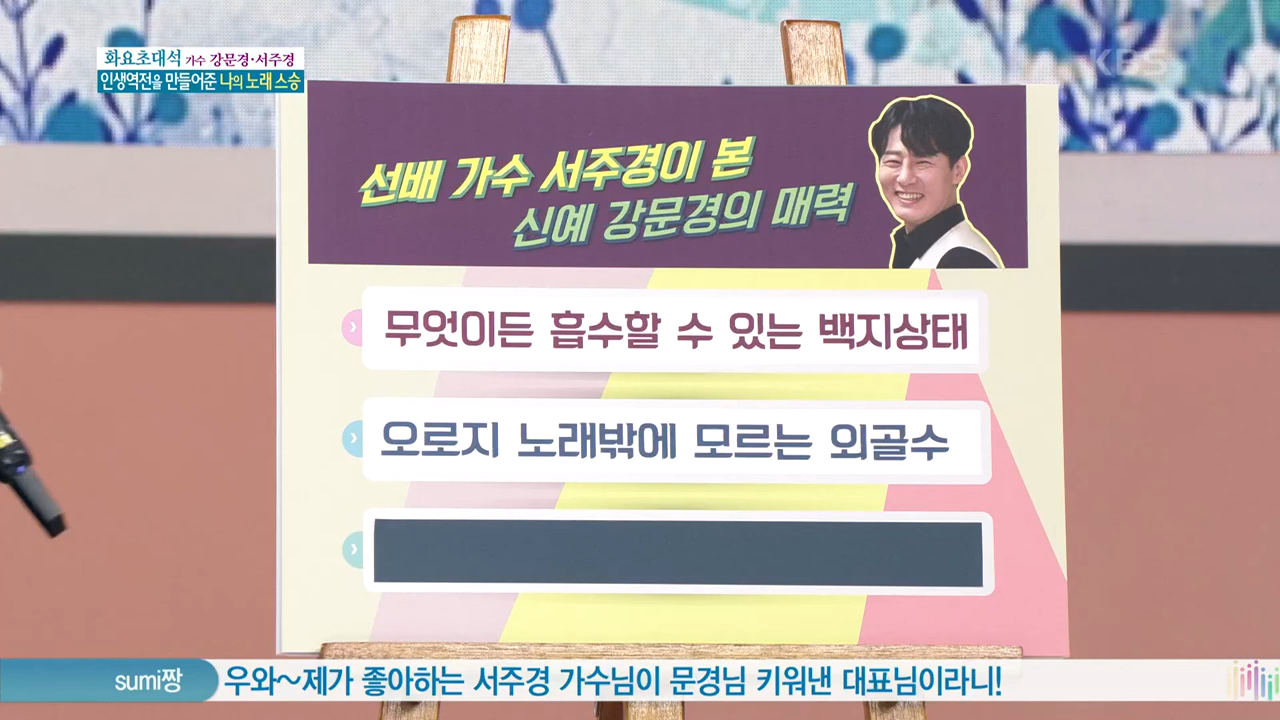 화요초대석 가수 강문경·서주경
인생역전을 만들어준 나의 노래 스승
KBS
선배 가수 서주경이 본
신예 강문경의 매력
무엇이든 흡수할 수 있는 백지상태
오로지 노래밖에 모르는 외골수
sumi짱 우와~제가 좋아하는 서주경 가수님이 문경님 키워낸 대표님이라니!